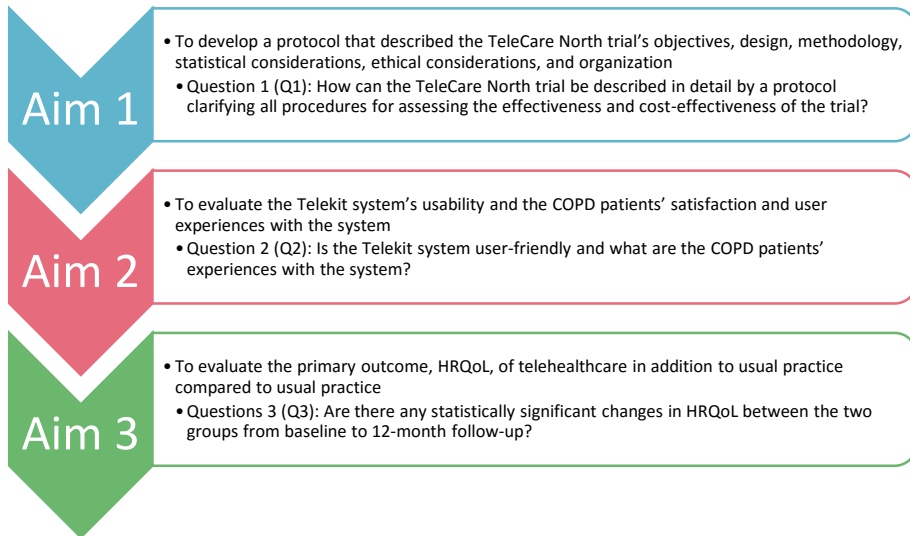 Aim 1
• To develop a protocol that described the TeleCare North trial's objectives, design, methodology,
statistical considerations, ethical considerations, and organization
• Question 1 (Q1): How can the TeleCare North trial be described in detail by a protocol
clarifying all procedures for assessing the effectiveness and cost-effectiveness of the trial?
Aim 2
• To evaluate the Telekit system's usability and the COPD patients' satisfaction and user
experiences with the system
• Question 2 (Q2): Is the Telekit system user-friendly and what are the COPD patients'
experiences with the system?
Aim 3
• To evaluate the primary outcome, HRQoL, of telehealthcare in addition to usual practice
compared to usual practice
• Questions 3 (Q3): Are there any statistically significant changes in HRQoL between the two
groups from baseline to 12-month follow-up?